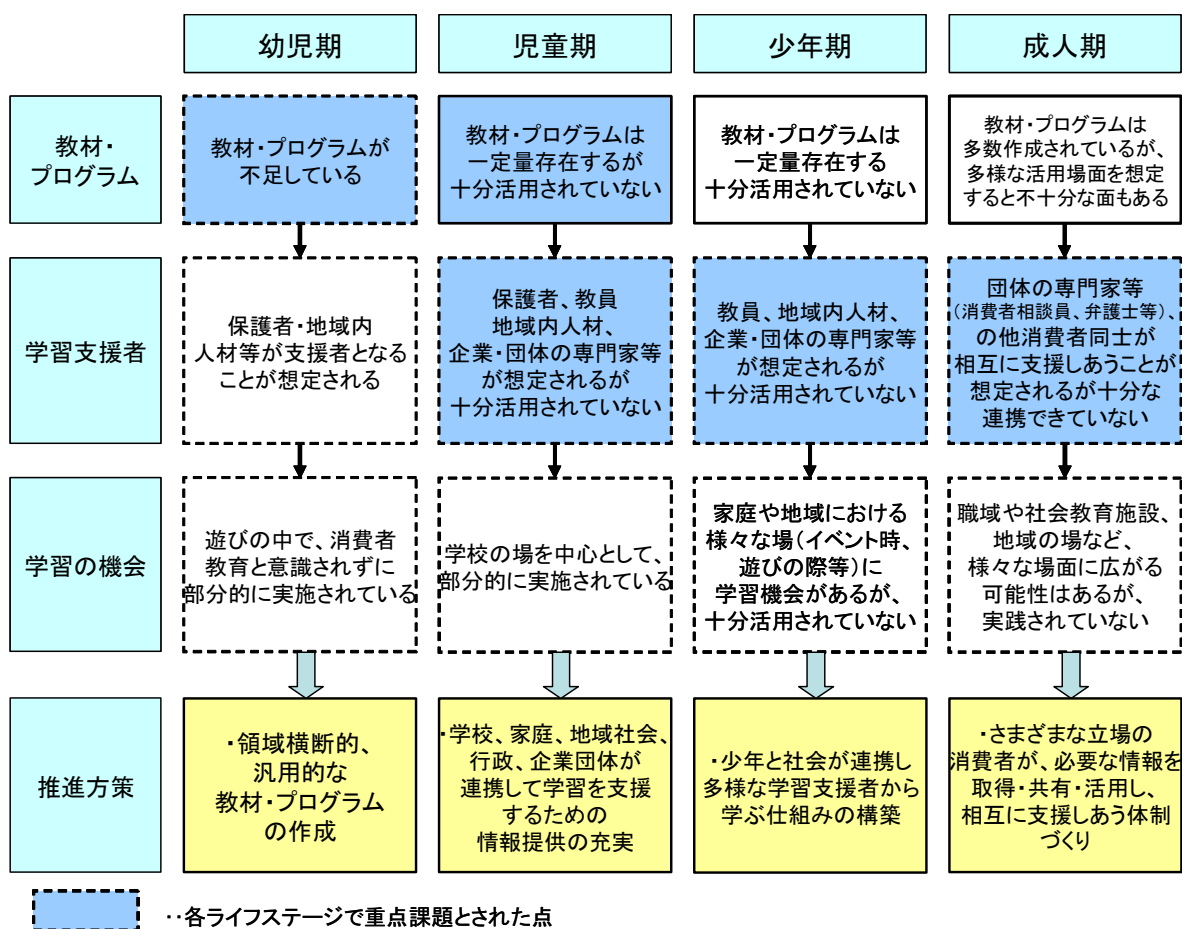 幼児期
児童期
少年期
成人期
教材・
プログラム
教材・プログラムが
不足している
教材・プログラムは
一定量存在するが
十分活用されていない
教材・プログラムは
一定量存在する
十分活用されていない
教材・プログラムは
多数作成されているが、
多様な活用場面を想定
すると不十分な面もある
学習支援者
保護者・地域内
人材等が支援者となる
ことが想定される
保護者、教員
地域内人材、
企業・団体の専門家等
が想定されるが
十分活用されていない
教員、地域内人材、
企業・団体の専門家等
が想定されるが
十分活用されていない
団体の専門家等
(消費者相談員、弁護士等)、
の他消費者同士が
相互に支援しあうことが
想定されるが十分な
連携できていない
学習の機会
遊びの中で、消費者
教育と意識されずに
部分的に実施されている
学校の場を中心として、
部分的に実施されている
家庭や地域における
様々な場(イベント時、
遊びの際等)に
学習機会があるが、
十分活用されていない
職域や社会教育施設、
地域の場など、
様々な場面に広がる
可能性はあるが、
実践されていない
推進方策
・領域横断的、
汎用的な
教材・プログラム
の作成
・学校、家庭、地域社会、
行政、企業団体が
連携して学習を支援
するための
情報提供の充実
・少年と社会が連携し
多様な学習支援者から
学ぶ仕組みの構築
・さまざまな立場の
消費者が、必要な情報を
取得・共有・活用し、
相互に支援しあう体制
づくり
‥各ライフステージで重点課題とされた点